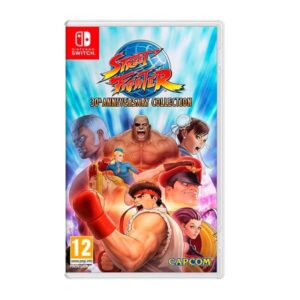 NINTENDO
SWITCH
STREET
FIGHTER
30TH ANNIVERSARY COLLECTION
12
CAPCOM